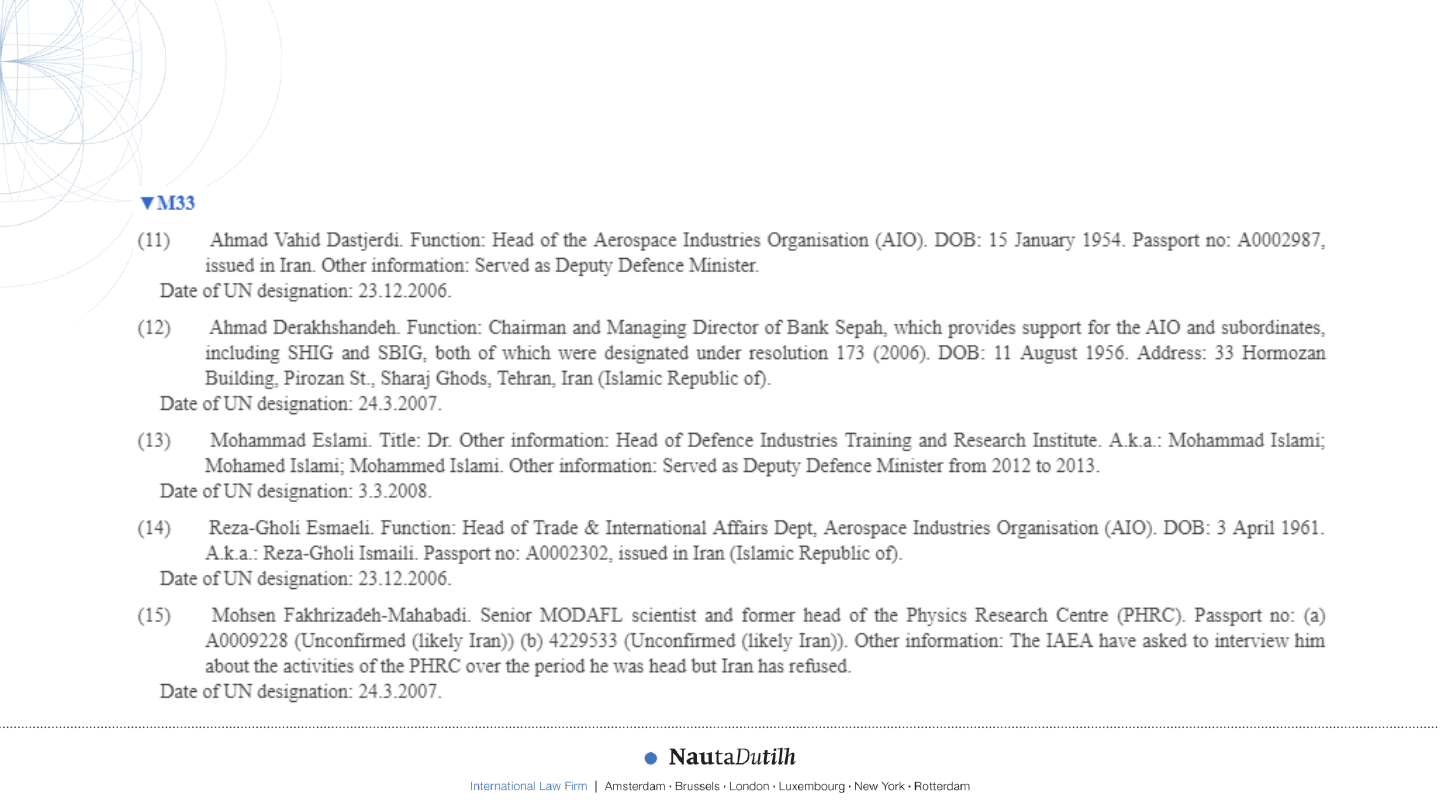 ▼M33
(11) Ahmad Vahid Dastjerdi. Function: Head of the Aerospace Industries Organisation (AIO). DOB: 15 January 1954. Passport no: A0002987,
issued in Iran. Other information: Served as Deputy Defence Minister.
Date of UN designation: 23.12.2006.
(12) Ahmad Derakhshandeh. Function: Chairman and Managing Director of Bank Sepah, which provides support for the AIO and subordinates,
including SHIG and SBIG, both of which were designated under resolution 173 (2006). DOB: 11 August 1956. Address: 33 Hormozan
Building, Pirozan St., Sharaj Ghods, Tehran, Iran (Islamic Republic of).
Date of UN designation: 24.3.2007.
(13) Mohammad Eslami. Title: Dr. Other information: Head of Defence Industries Training and Research Institute. A.k.a.: Mohammad Islami;
Mohamed Islami; Mohammed Islami. Other information: Served as Deputy Defence Minister from 2012 to 2013.
Date of UN designation: 3.3.2008.
(14) Reza-Gholi Esmaeli. Function: Head of Trade & International Affairs Dept, Aerospace Industries Organisation (AIO). DOB: 3 April 1961.
A.k.a.: Reza-Gholi Ismaili. Passport no: A0002302, issued in Iran (Islamic Republic of).
Date of UN designation: 23.12.2006.
(15) Mohsen Fakhrizadeh-Mahabadi. Senior MODAFL scientist and former head of the Physics Research Centre (PHRC). Passport no: (a)
A0009228 (Unconfirmed (likely Iran)) (b) 4229533 (Unconfirmed (likely Iran)). Other information: The IAEA have asked to interview him
about the activities of the PHRC over the period he was head but Iran has refused.
Date of UN designation: 24.3.2007.
● NautaDutilh
International Law Firm | Amsterdam · Brussels · London · Luxembourg · New York · Rotterdam